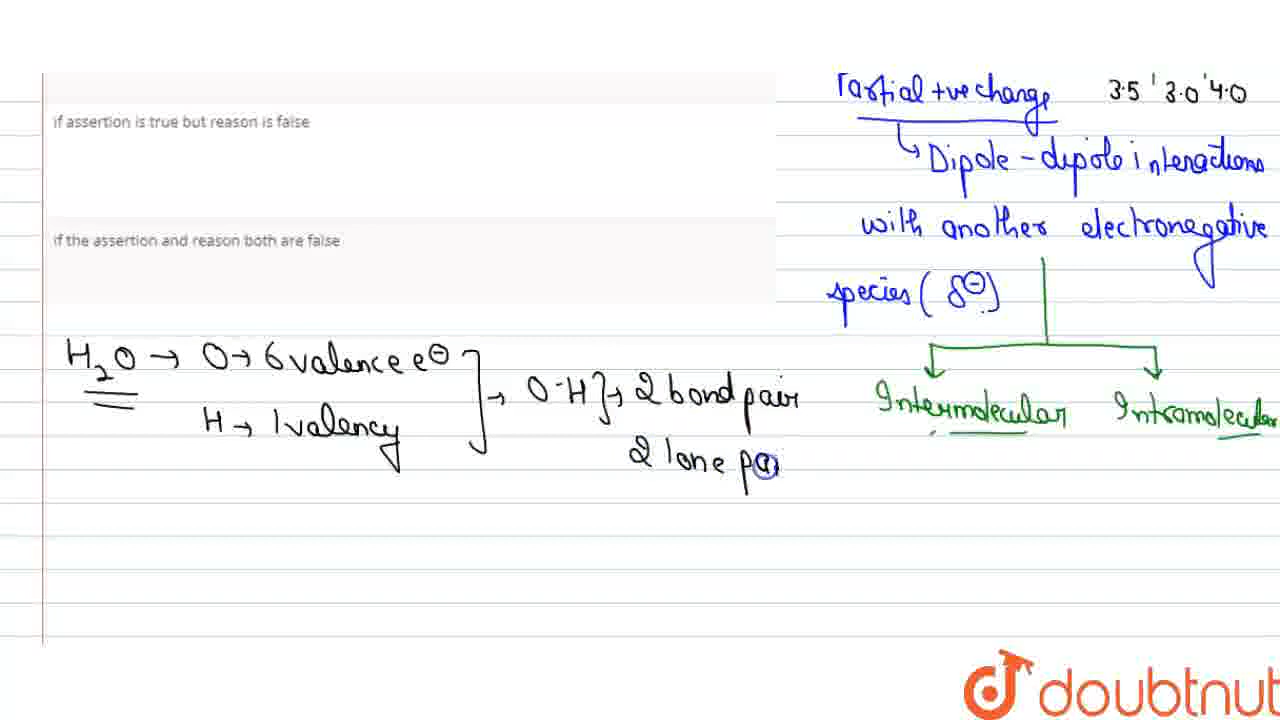 if assertion is true but reason is false
if the assertion and reason both are false
Partial +ve charge
3.5 ' 3.0 ' 4.0
↳ Dipole - dipole interactions
with another electronegative
species ( δ⊖ )
Intermolecular
Intramolecular
H₂O → O → 6 valence e⊖
H → 1 valency
→ O-H } → 2 bond pair
2 lone pai
doubtnut